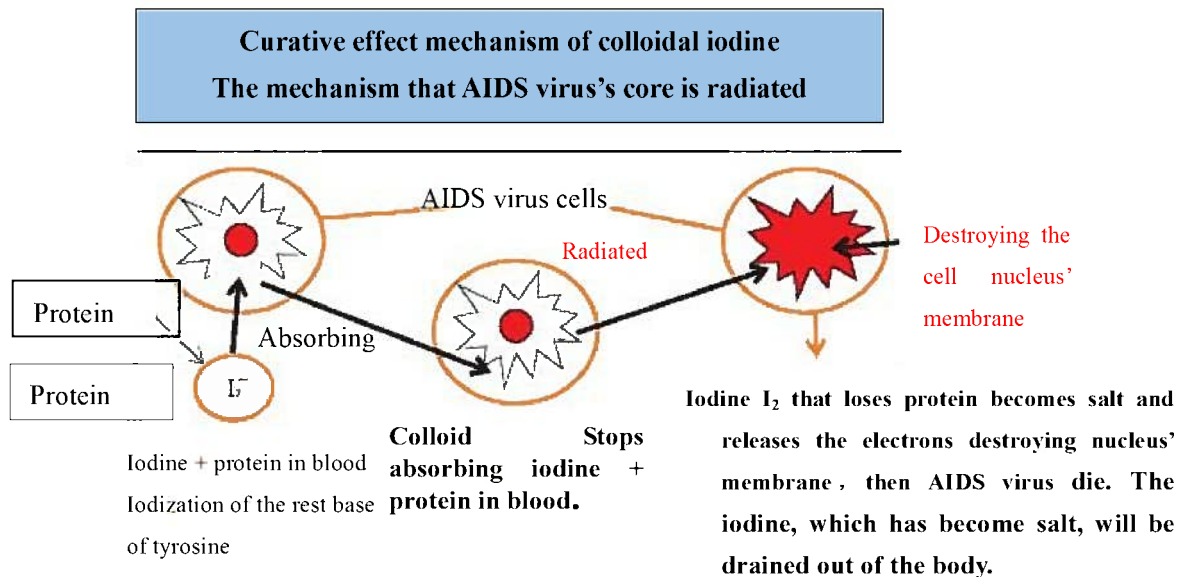 Curative effect mechanism of colloidal iodine
The mechanism that AIDS virus's core is radiated
AIDS virus cells
Radiated
Destroying the
cell nucleus'
membrane
Protein
Absorbing
Protein
Iodine + protein in blood
Iodization of the rest base
of tyrosine
Colloid Stops
absorbing iodine +
protein in blood.
Iodine I₂ that loses protein becomes salt and
releases the electrons destroying nucleus'
membrane, then AIDS virus die. The
iodine, which has become salt, will be
drained out of the body.